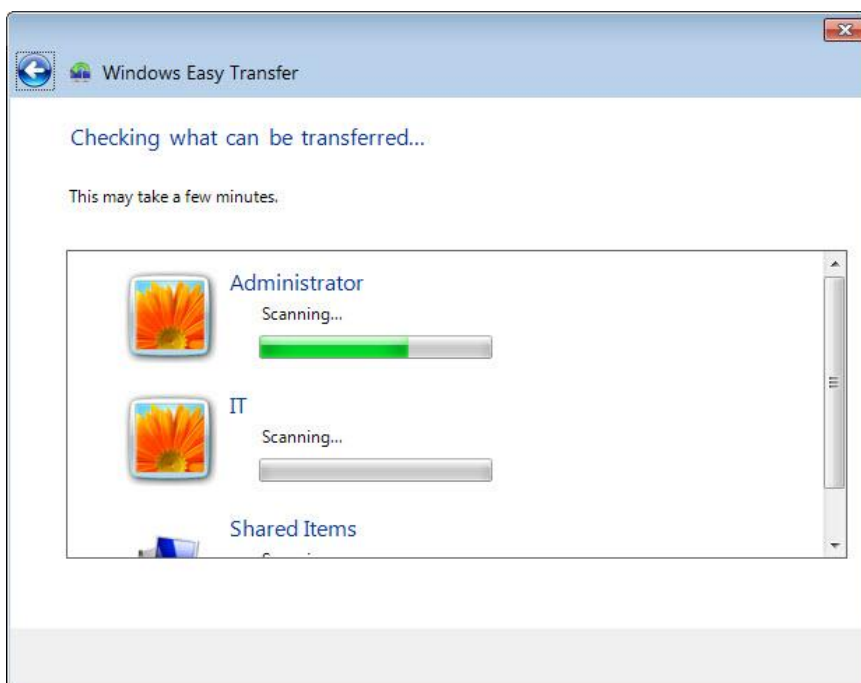 Windows Easy Transfer
Checking what can be transferred...
This may take a few minutes.
Administrator
Scanning...
IT
Scanning...
Shared Items